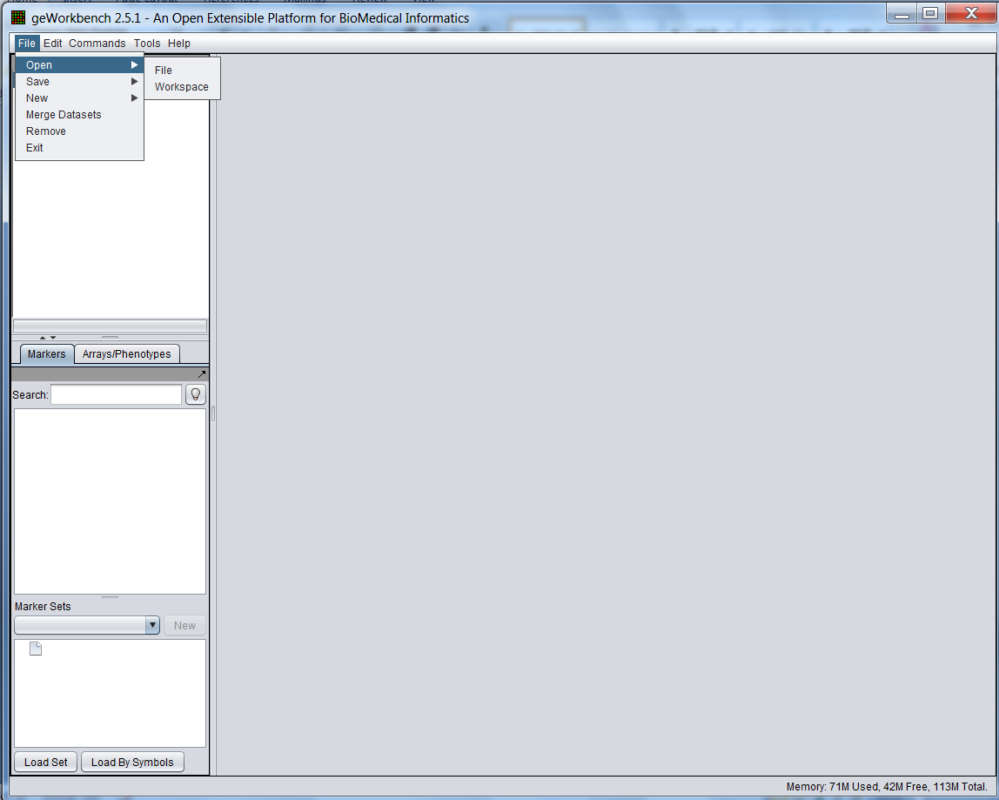 geWorkbench 2.5.1 - An Open Extensible Platform for BioMedical Informatics
File Edit Commands Tools Help
Open
File
Save
Workspace
New
Merge Datasets
Remove
Exit
Markers Arrays/Phenotypes
Search:
Marker Sets
New
Load Set Load By Symbols
Memory: 71M Used, 42M Free, 113M Total.